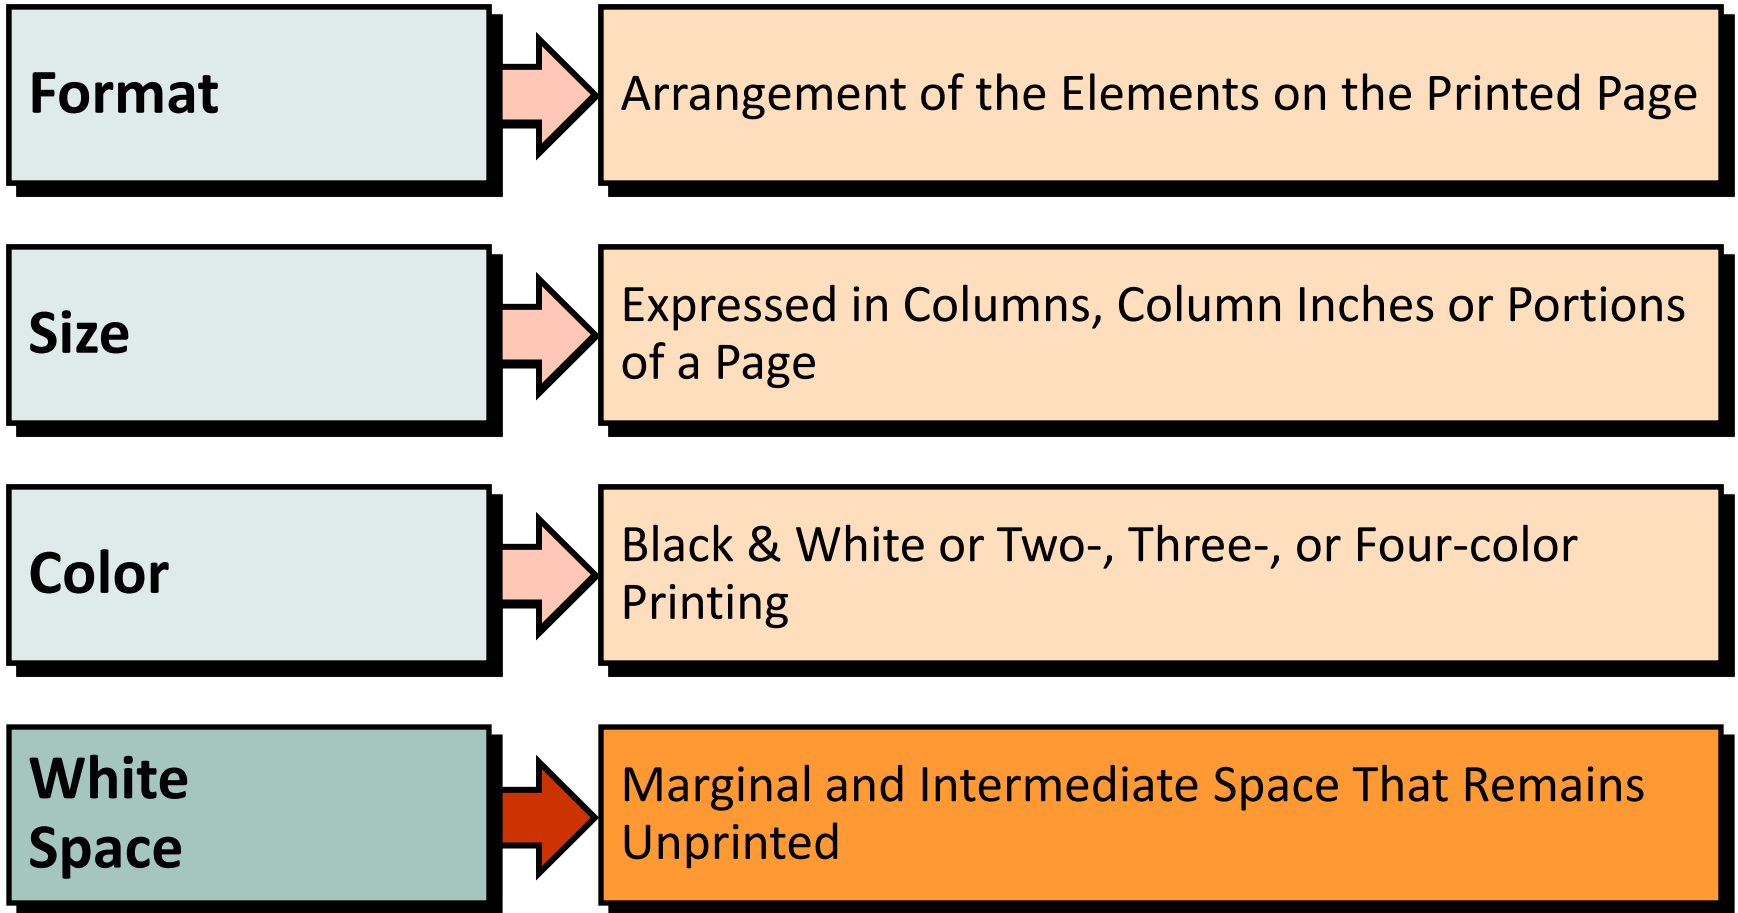 Format
Arrangement of the Elements on the Printed Page
Size
Expressed in Columns, Column Inches or Portions
of a Page
Color
Black & White or Two-, Three-, or Four-color
Printing
White
Space
Marginal and Intermediate Space That Remains
Unprinted